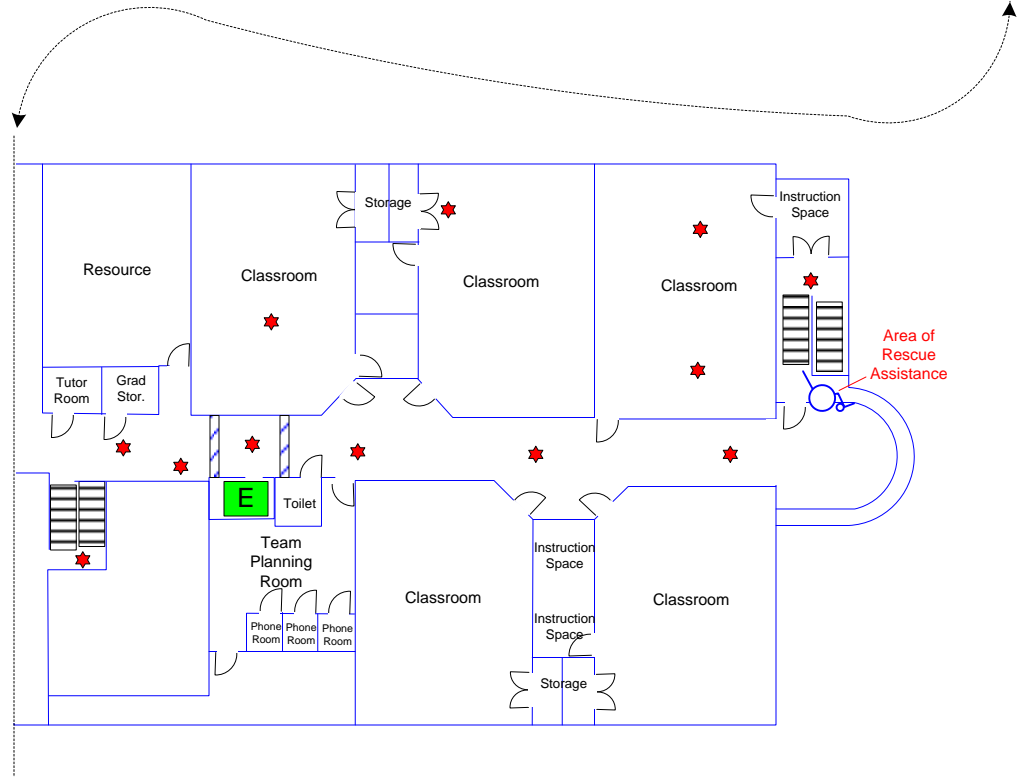 Storage
Instruction
Space
Resource
Classroom
Classroom
Classroom
Area of
Rescue
Assistance
Tutor
Room
Grad
Stor.
E
Toilet
Team
Planning
Room
Instruction
Space
Classroom
Classroom
Instruction
Space
Phone
Room
Phone
Room
Phone
Room
Storage